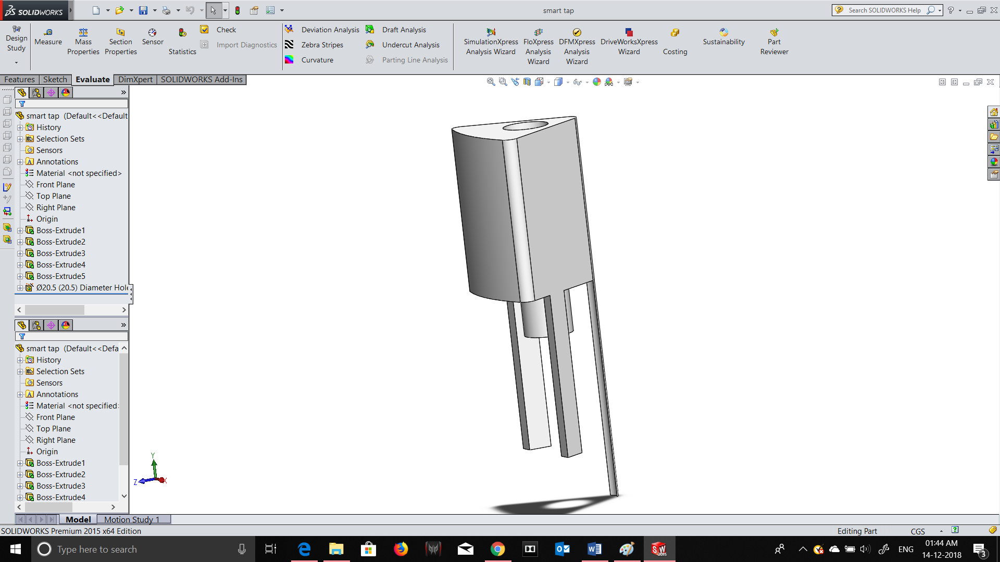 SOLIDWORKS
smart tap
Search SOLIDWORKS Help
Design Study
Measure
Mass Properties
Section Properties
Sensor
Statistics
Check
Import Diagnostics
Deviation Analysis
Zebra Stripes
Curvature
Draft Analysis
Undercut Analysis
Parting Line Analysis
SimulationXpress Analysis Wizard
FloXpress Analysis Wizard
DFMXpress Analysis Wizard
DriveWorksXpress Wizard
Costing
Sustainability
Part Reviewer
Features
Sketch
Evaluate
DimXpert
SOLIDWORKS Add-Ins
smart tap (Default<<Default
History
Selection Sets
Sensors
Annotations
Material <not specified>
Front Plane
Top Plane
Right Plane
Origin
Boss-Extrude1
Boss-Extrude2
Boss-Extrude3
Boss-Extrude4
Boss-Extrude5
Ø20.5 (20.5) Diameter Hole
smart tap (Default<<Defa
History
Selection Sets
Sensors
Annotations
Material <not specified>
Front Plane
Top Plane
Right Plane
Origin
Boss-Extrude1
Boss-Extrude2
Boss-Extrude3
Boss-Extrude4
Y
Z
X
Model
Motion Study 1
SOLIDWORKS Premium 2015 x64 Edition
Editing Part
CGS
Type here to search
ENG
01:44 AM
14-12-2018
3